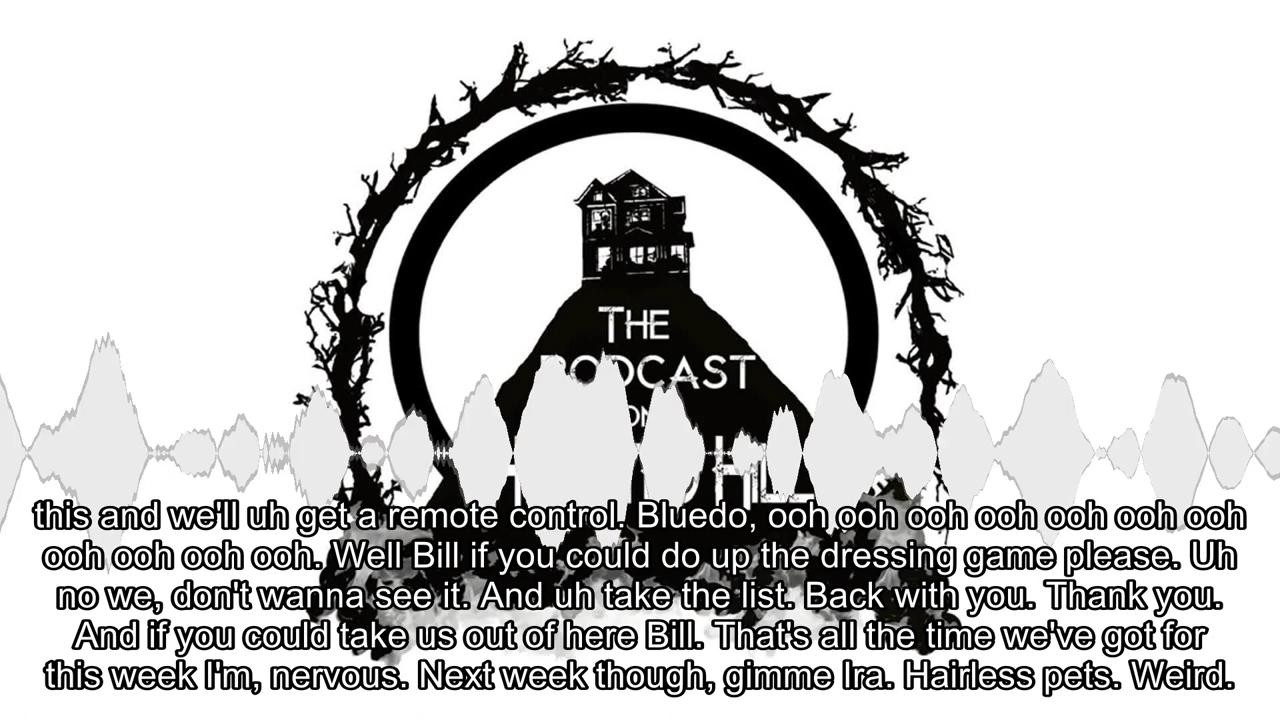 THE
PODCAST
ON
HILL
this and we'll uh get a remote control. Bluedo, ooh ooh ooh ooh ooh ooh ooh
ooh ooh ooh ooh. Well Bill if you could do up the dressing game please. Uh
no we, don't wanna see it. And uh take the list. Back with you. Thank you.
And if you could take us out of here Bill. That's all the time we've got for
this week I'm, nervous. Next week though, gimme Ira. Hairless pets. Weird.